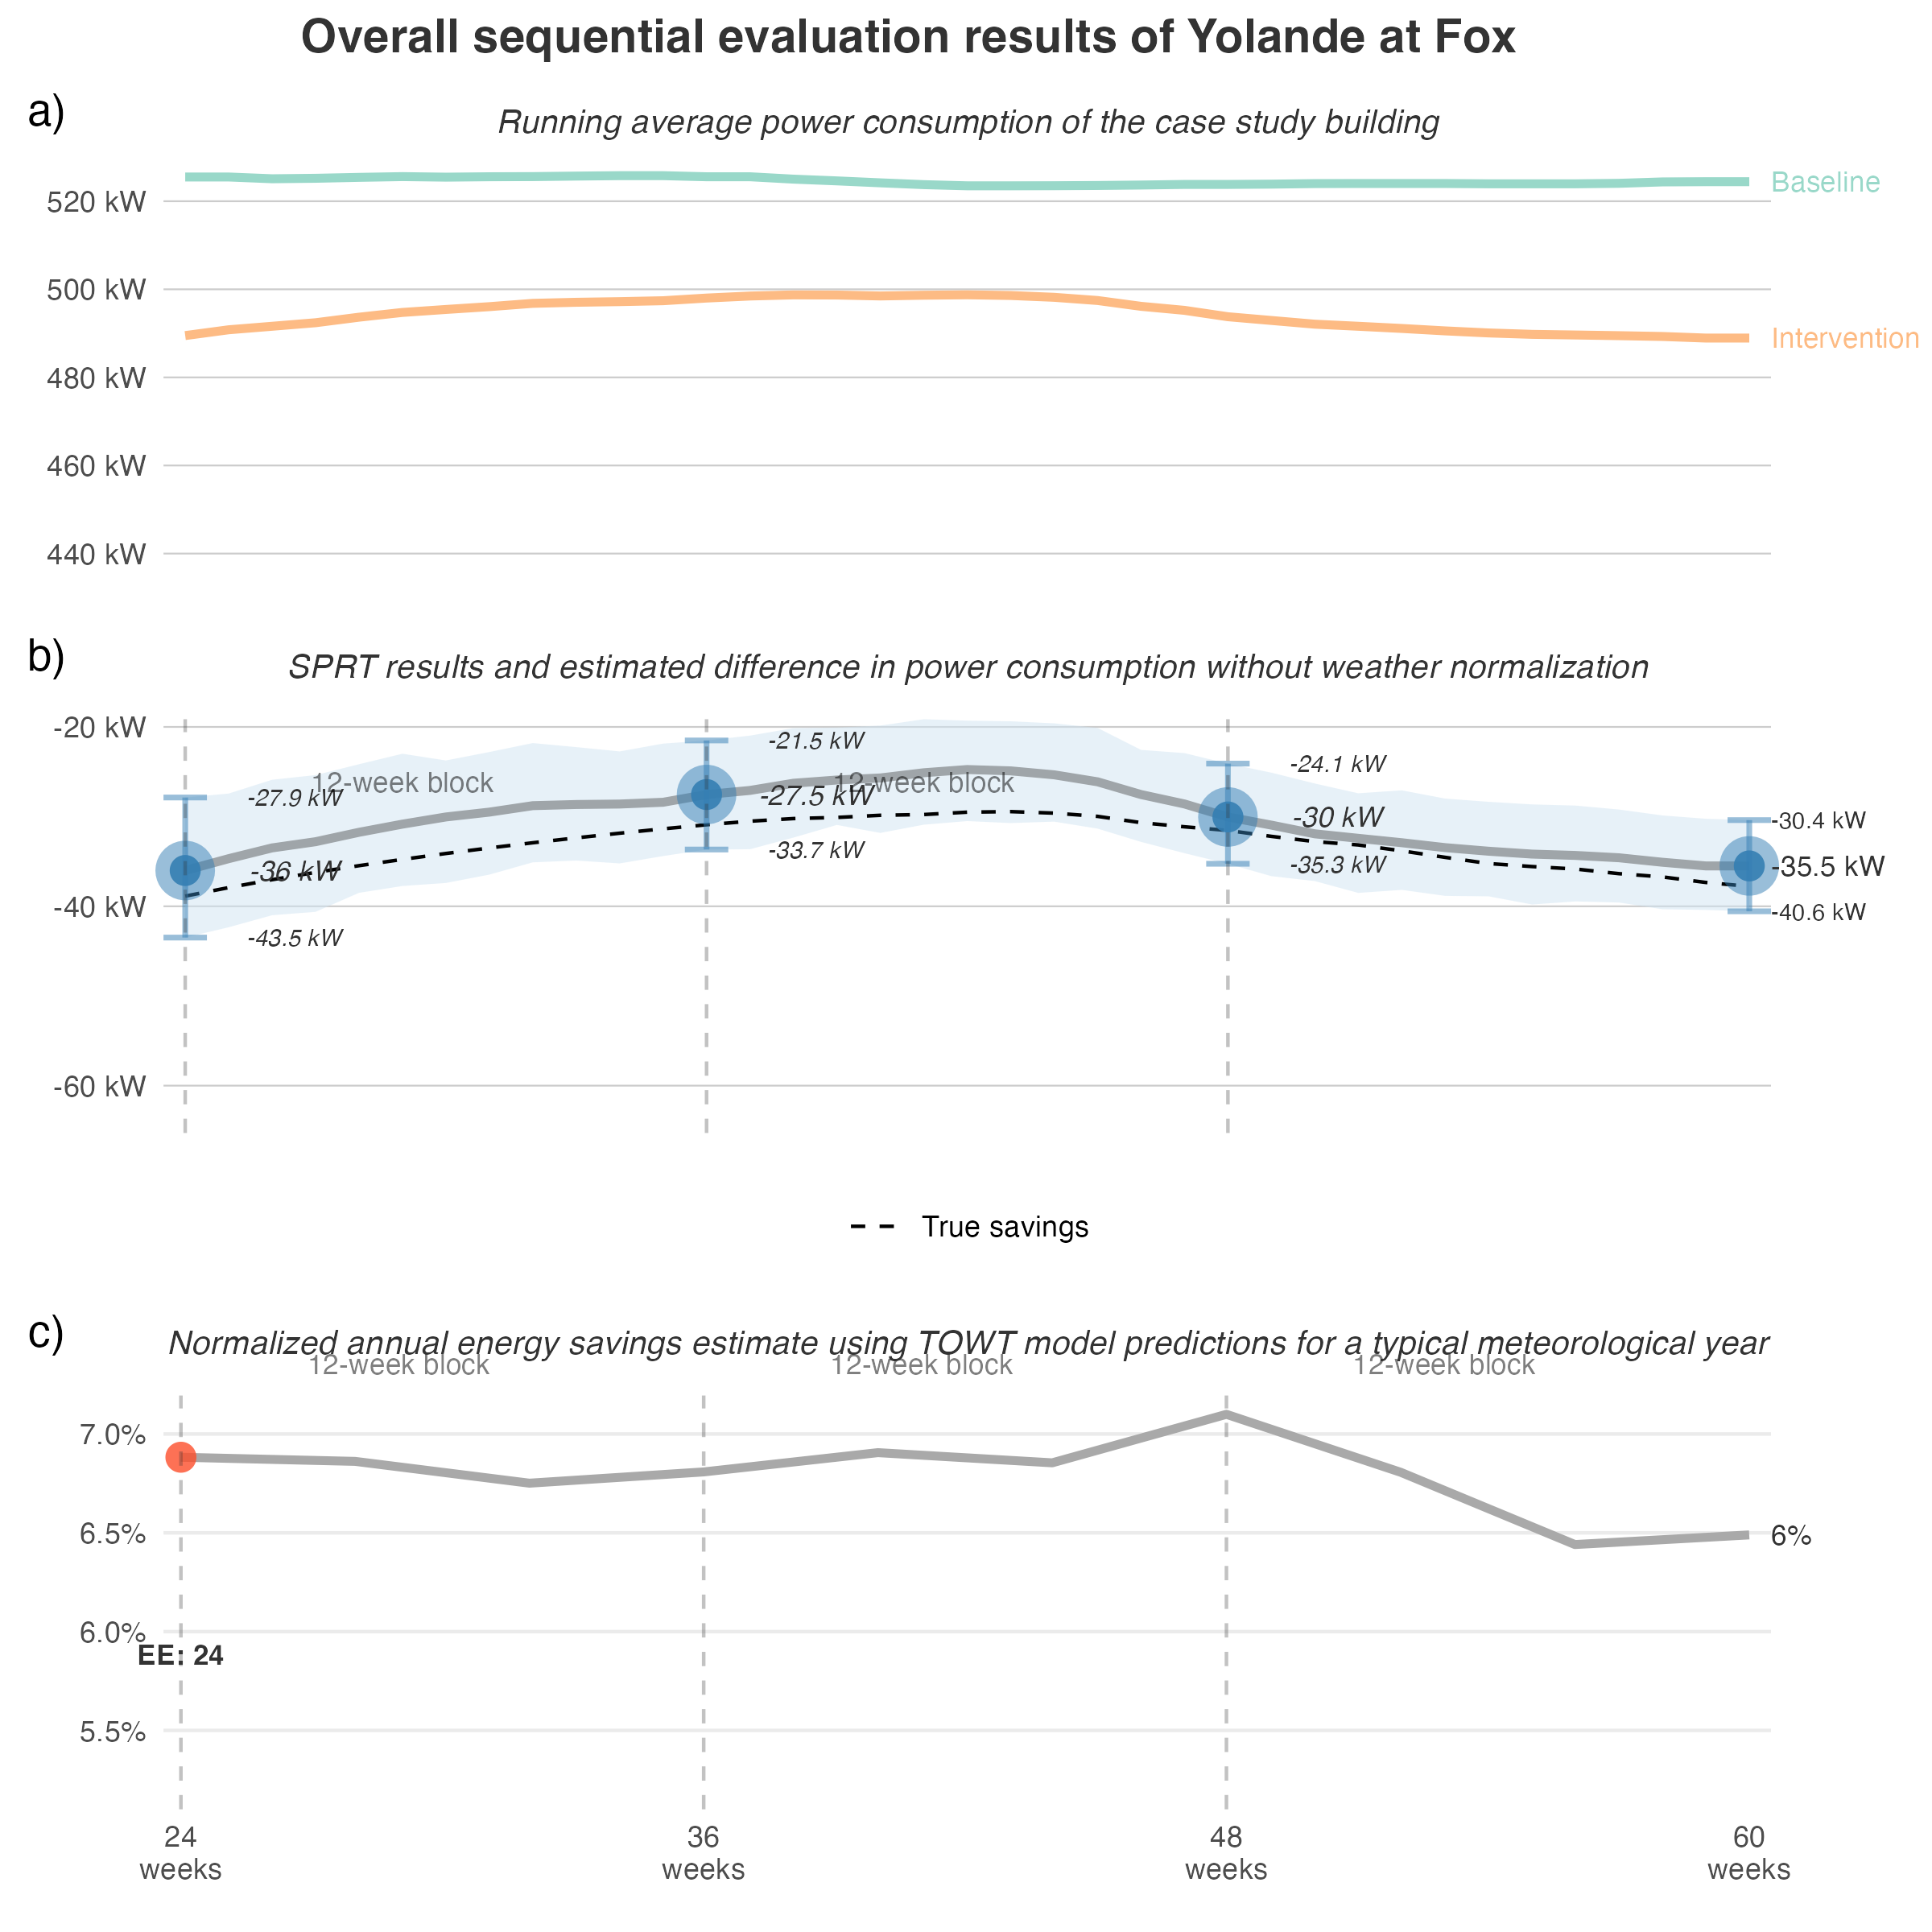 Overall sequential evaluation results of Yolande at Fox
a)
Running average power consumption of the case study building
520 kW
500 kW
480 kW
460 kW
440 kW
Baseline
Intervention
b)
SPRT results and estimated difference in power consumption without weather normalization
-20 kW
-40 kW
-60 kW
12-week block
12-week block
-27.9 kW
-36 kW
-43.5 kW
-21.5 kW
-27.5 kW
-33.7 kW
-24.1 kW
-30 kW
-35.3 kW
-30.4 kW
-35.5 kW
-40.6 kW
True savings
c)
Normalized annual energy savings estimate using TOWT model predictions for a typical meteorological year
12-week block
12-week block
12-week block
7.0%
6.5%
6.0%
5.5%
6%
EE: 24
24
weeks
36
weeks
48
weeks
60
weeks